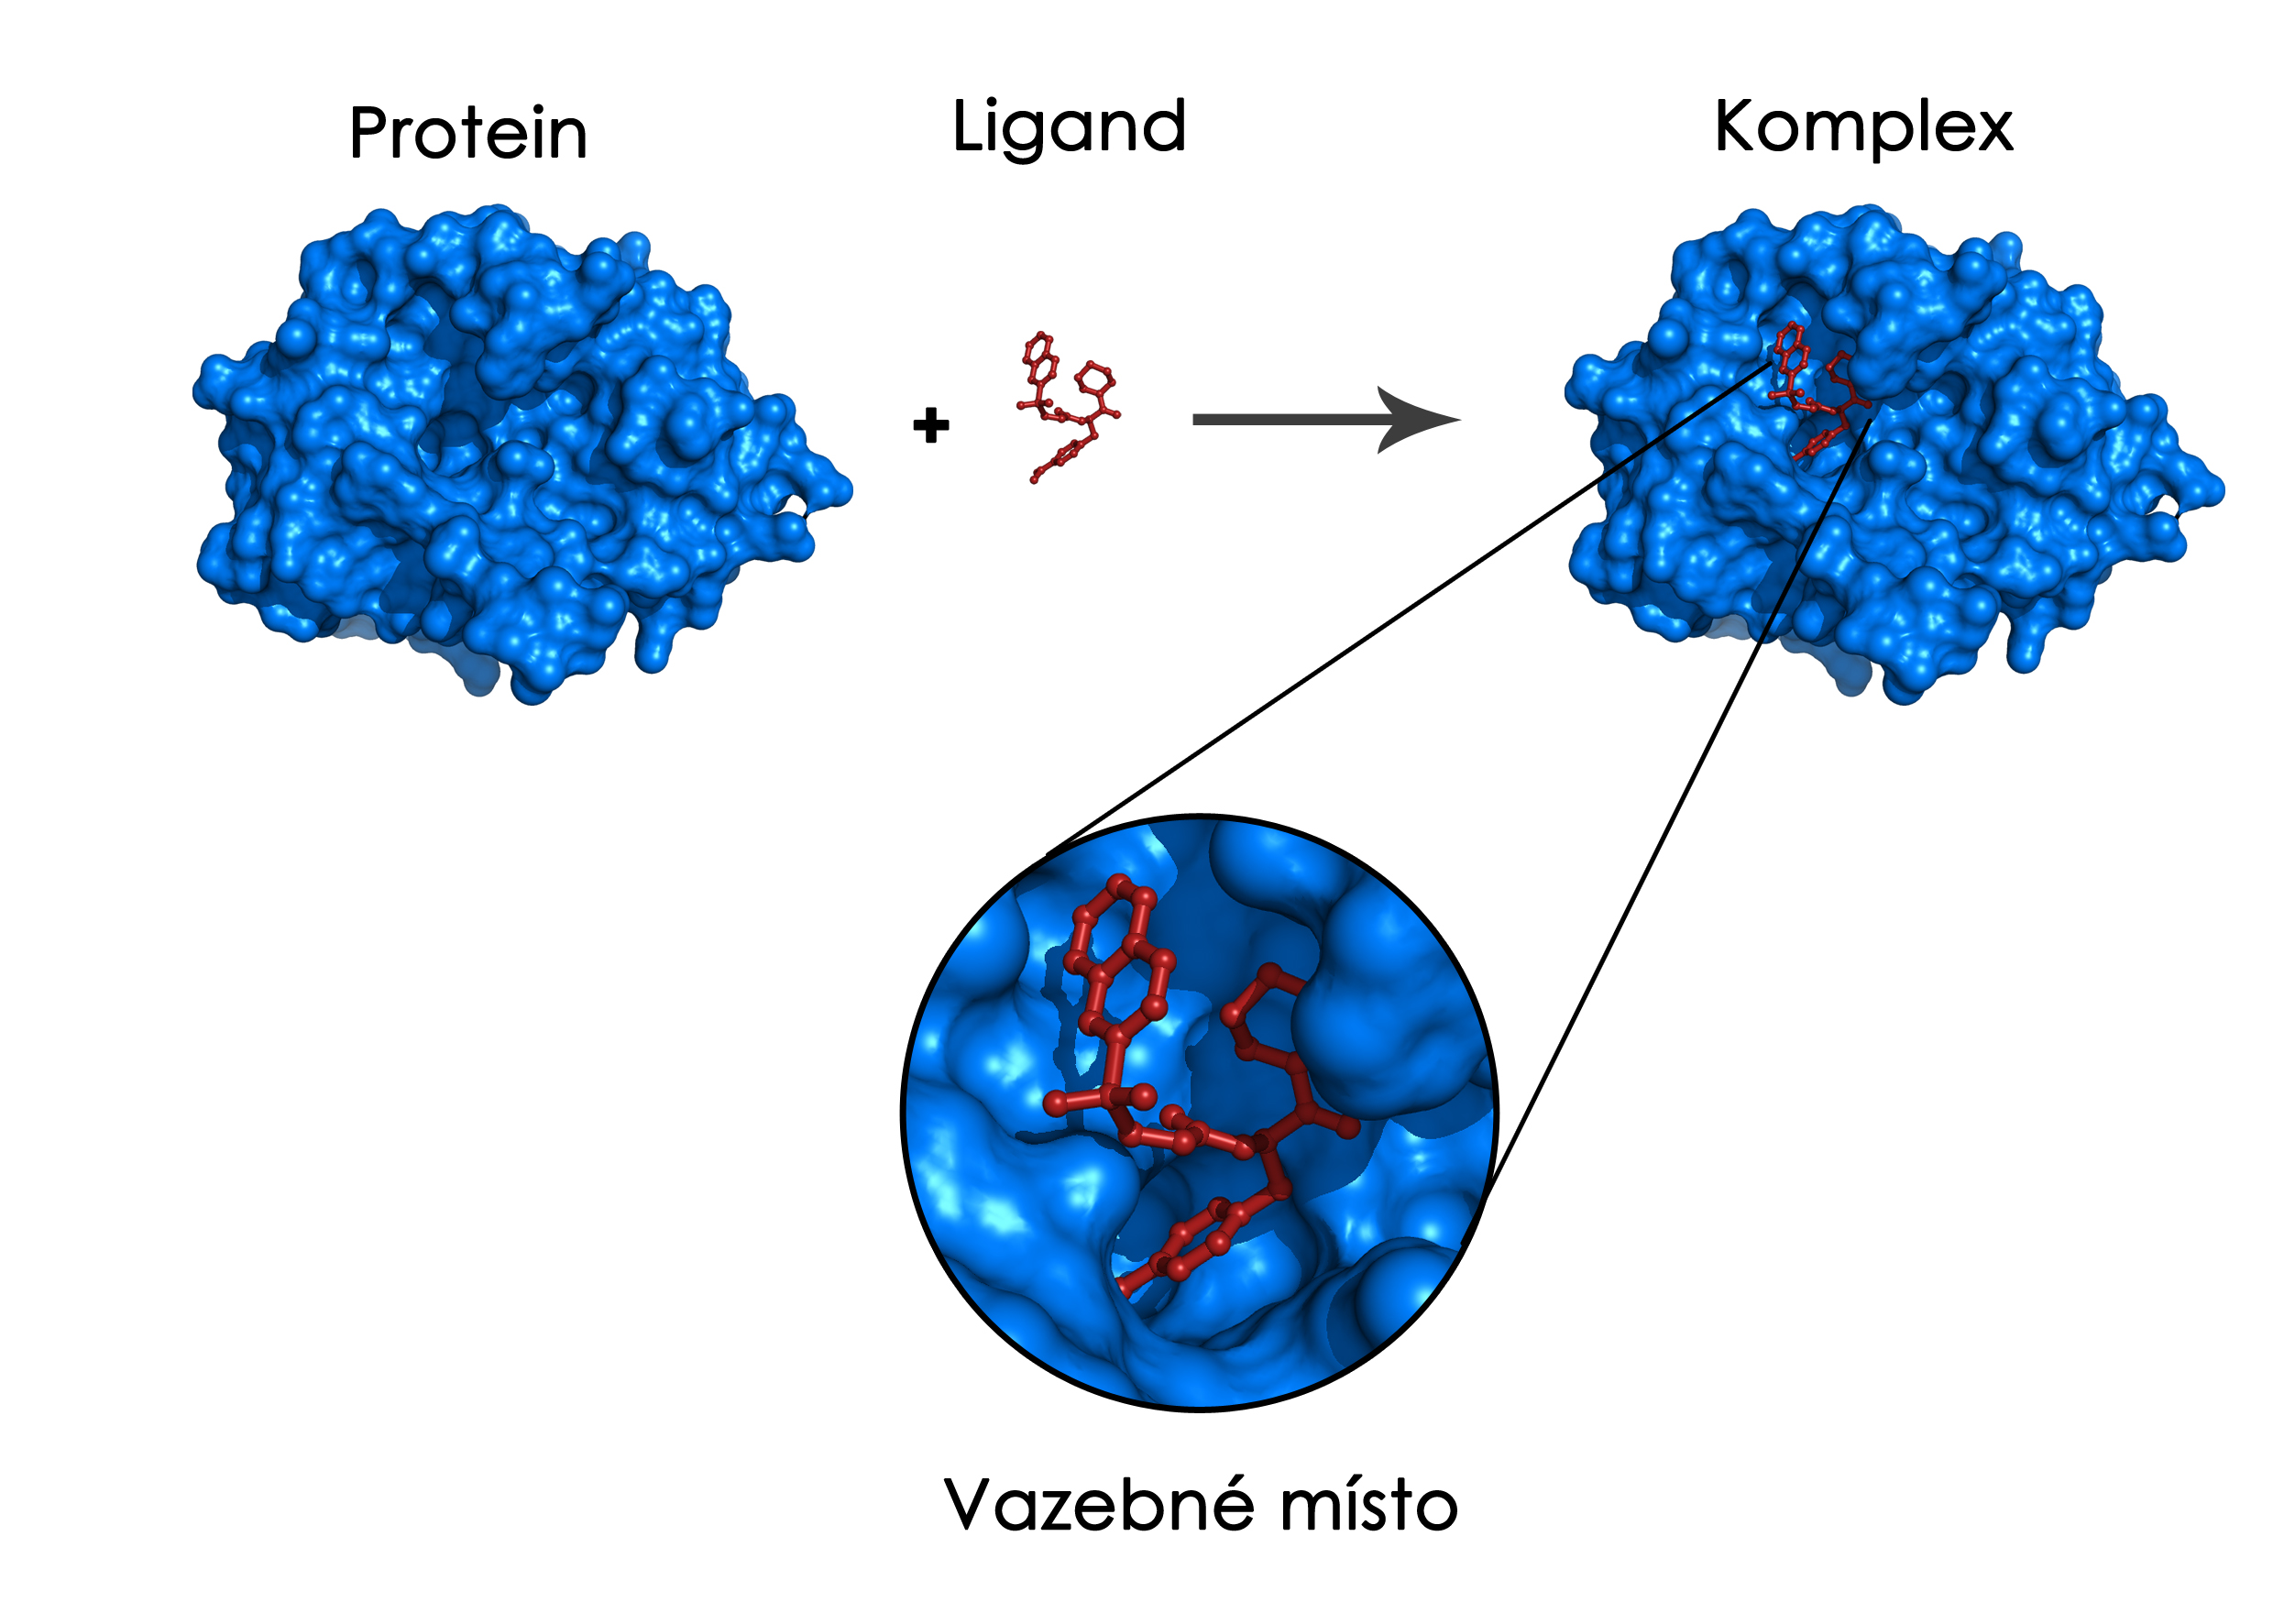 Protein
Ligand
Komplex
+
Vazebné místo